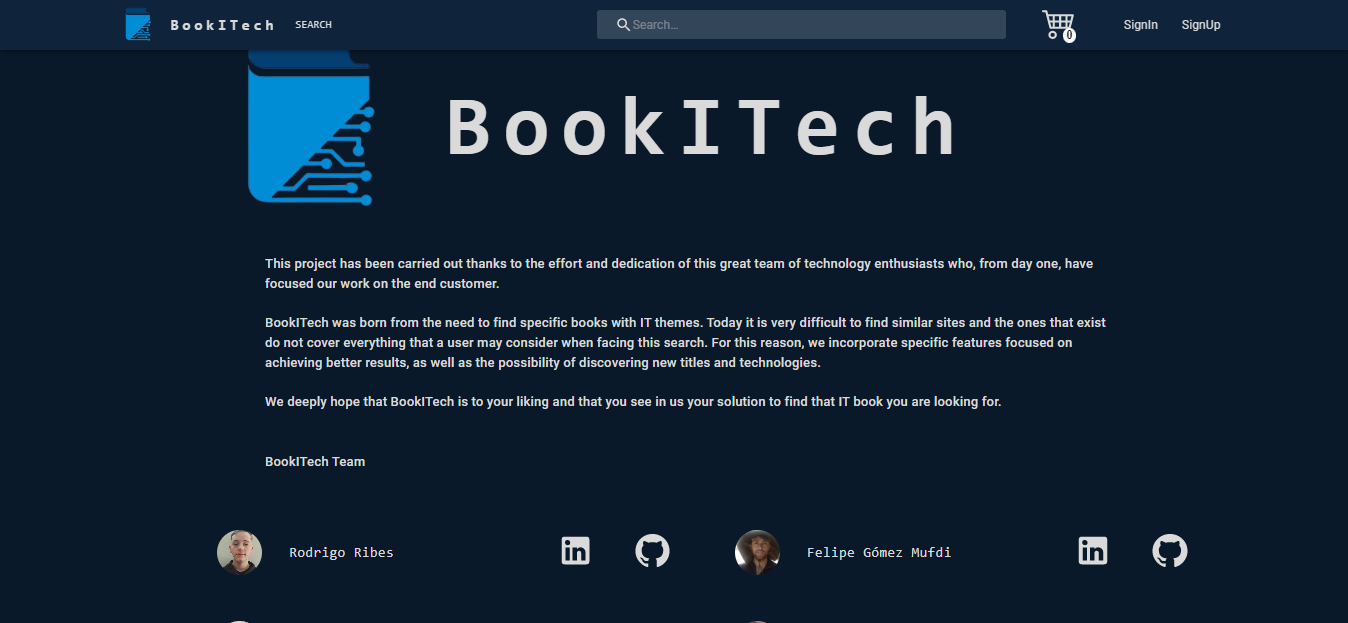 BookITech SEARCH Search... 0 SignIn SignUp
BookITech
This project has been carried out thanks to the effort and dedication of this great team of technology enthusiasts who, from day one, have
focused our work on the end customer.
BookITech was born from the need to find specific books with IT themes. Today it is very difficult to find similar sites and the ones that exist
do not cover everything that a user may consider when facing this search. For this reason, we incorporate specific features focused on
achieving better results, as well as the possibility of discovering new titles and technologies.
We deeply hope that BookITech is to your liking and that you see in us your solution to find that IT book you are looking for.
BookITech Team
Rodrigo Ribes in Felipe Gómez Mufdi in